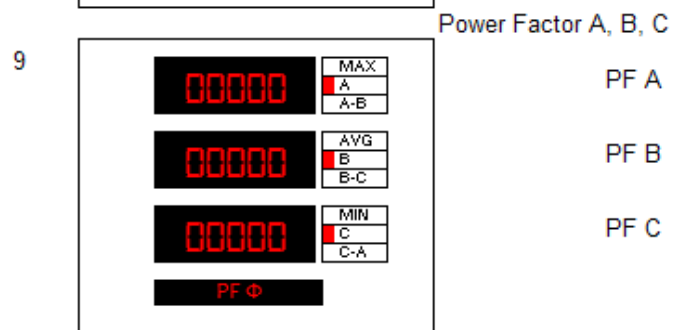 Power Factor A, B, C
9
00000
MAX
A
A-B
PF A
00000
AVG
B
B-C
PF B
00000
MIN
C
C-A
PF C
PF Φ